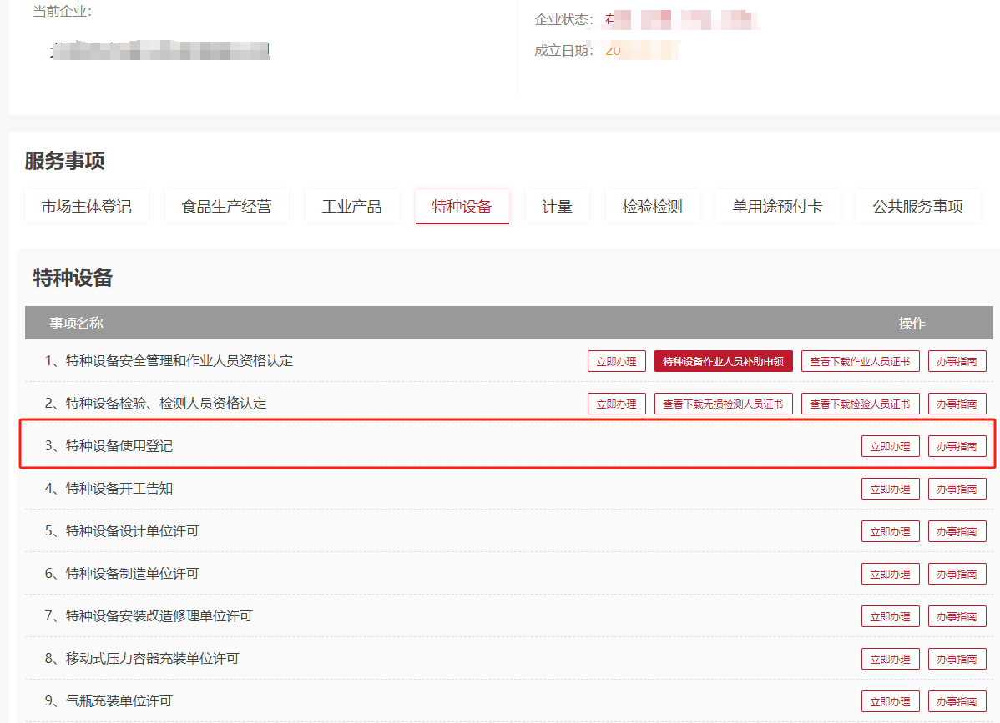 当前企业：
企业状态：
成立日期：20
服务事项
市场主体登记 食品生产经营 工业产品 特种设备 计量 检验检测 单用途预付卡 公共服务事项
特种设备
事项名称 操作
1、特种设备安全管理和作业人员资格认定 立即办理 特种设备作业人员补助申领 查看下载作业人员证书 办事指南
2、特种设备检验、检测人员资格认定 立即办理 查看下载无损检测人员证书 查看下载检验人员证书 办事指南
3、特种设备使用登记 立即办理 办事指南
4、特种设备开工告知 立即办理 办事指南
5、特种设备设计单位许可 立即办理 办事指南
6、特种设备制造单位许可 立即办理 办事指南
7、特种设备安装改造修理单位许可 立即办理 办事指南
8、移动式压力容器充装单位许可 立即办理 办事指南
9、气瓶充装单位许可 立即办理 办事指南